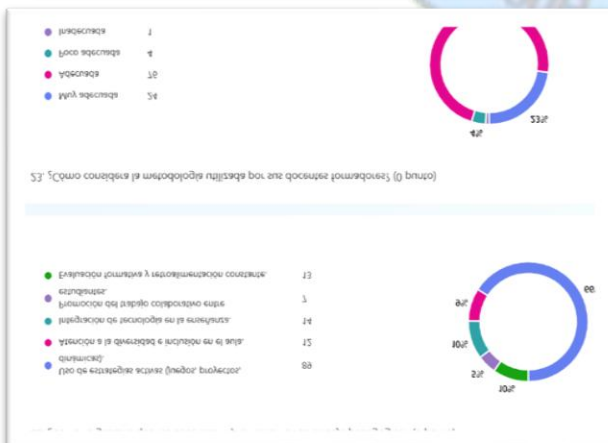 Uso de estrategias activas (juegos, proyectos, 89
dinámicas).
Atención a la diversidad e inclusión en el aula. 12
Integración de tecnología en la enseñanza. 14
Promoción del trabajo colaborativo entre 7
estudiantes.
Evaluación formativa y retroalimentación constante. 13
10%
5%
10%
9%
66
23. ¿Cómo considera la metodología utilizada por sus docentes formadores? (0 punto)
Muy adecuada 24
Adecuada 76
Poco adecuada 4
Inadecuada 1
4%
23%